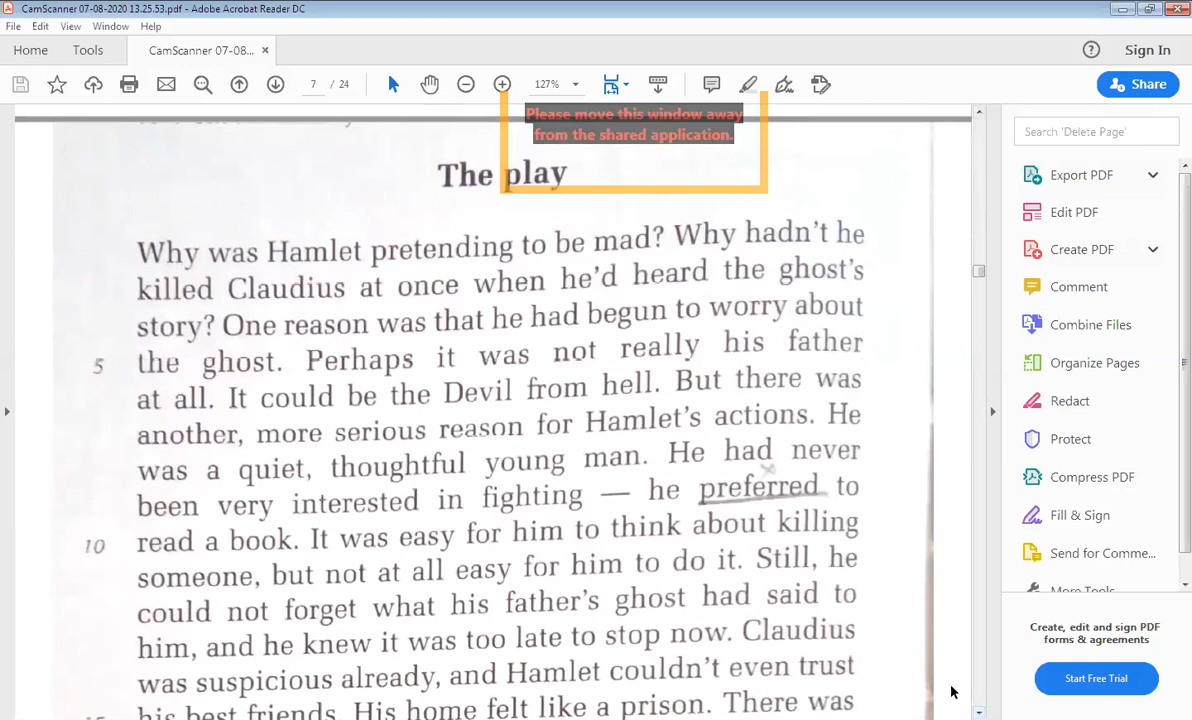 CamScanner 07-08-2020 13.25.53.pdf - Adobe Acrobat Reader DC
File Edit View Window Help
Home Tools CamScanner 07-08... × Sign In
7 / 24 127% Share
Please move this window away
from the shared application.
The play
Why was Hamlet pretending to be mad? Why hadn't he
killed Claudius at once when he'd heard the ghost's
story? One reason was that he had begun to worry about
5 the ghost. Perhaps it was not really his father
at all. It could be the Devil from hell. But there was
another, more serious reason for Hamlet's actions. He
was a quiet, thoughtful young man. He had never
been very interested in fighting — he preferred to
10 read a book. It was easy for him to think about killing
someone, but not at all easy for him to do it. Still, he
could not forget what his father's ghost had said to
him, and he knew it was too late to stop now. Claudius
was suspicious already, and Hamlet couldn't even trust
his best friends. His home felt like a prison. There was
Search 'Delete Page'
Export PDF
Edit PDF
Create PDF
Comment
Combine Files
Organize Pages
Redact
Protect
Compress PDF
Fill & Sign
Send for Comme...
More Tools
Create, edit and sign PDF
forms & agreements
Start Free Trial